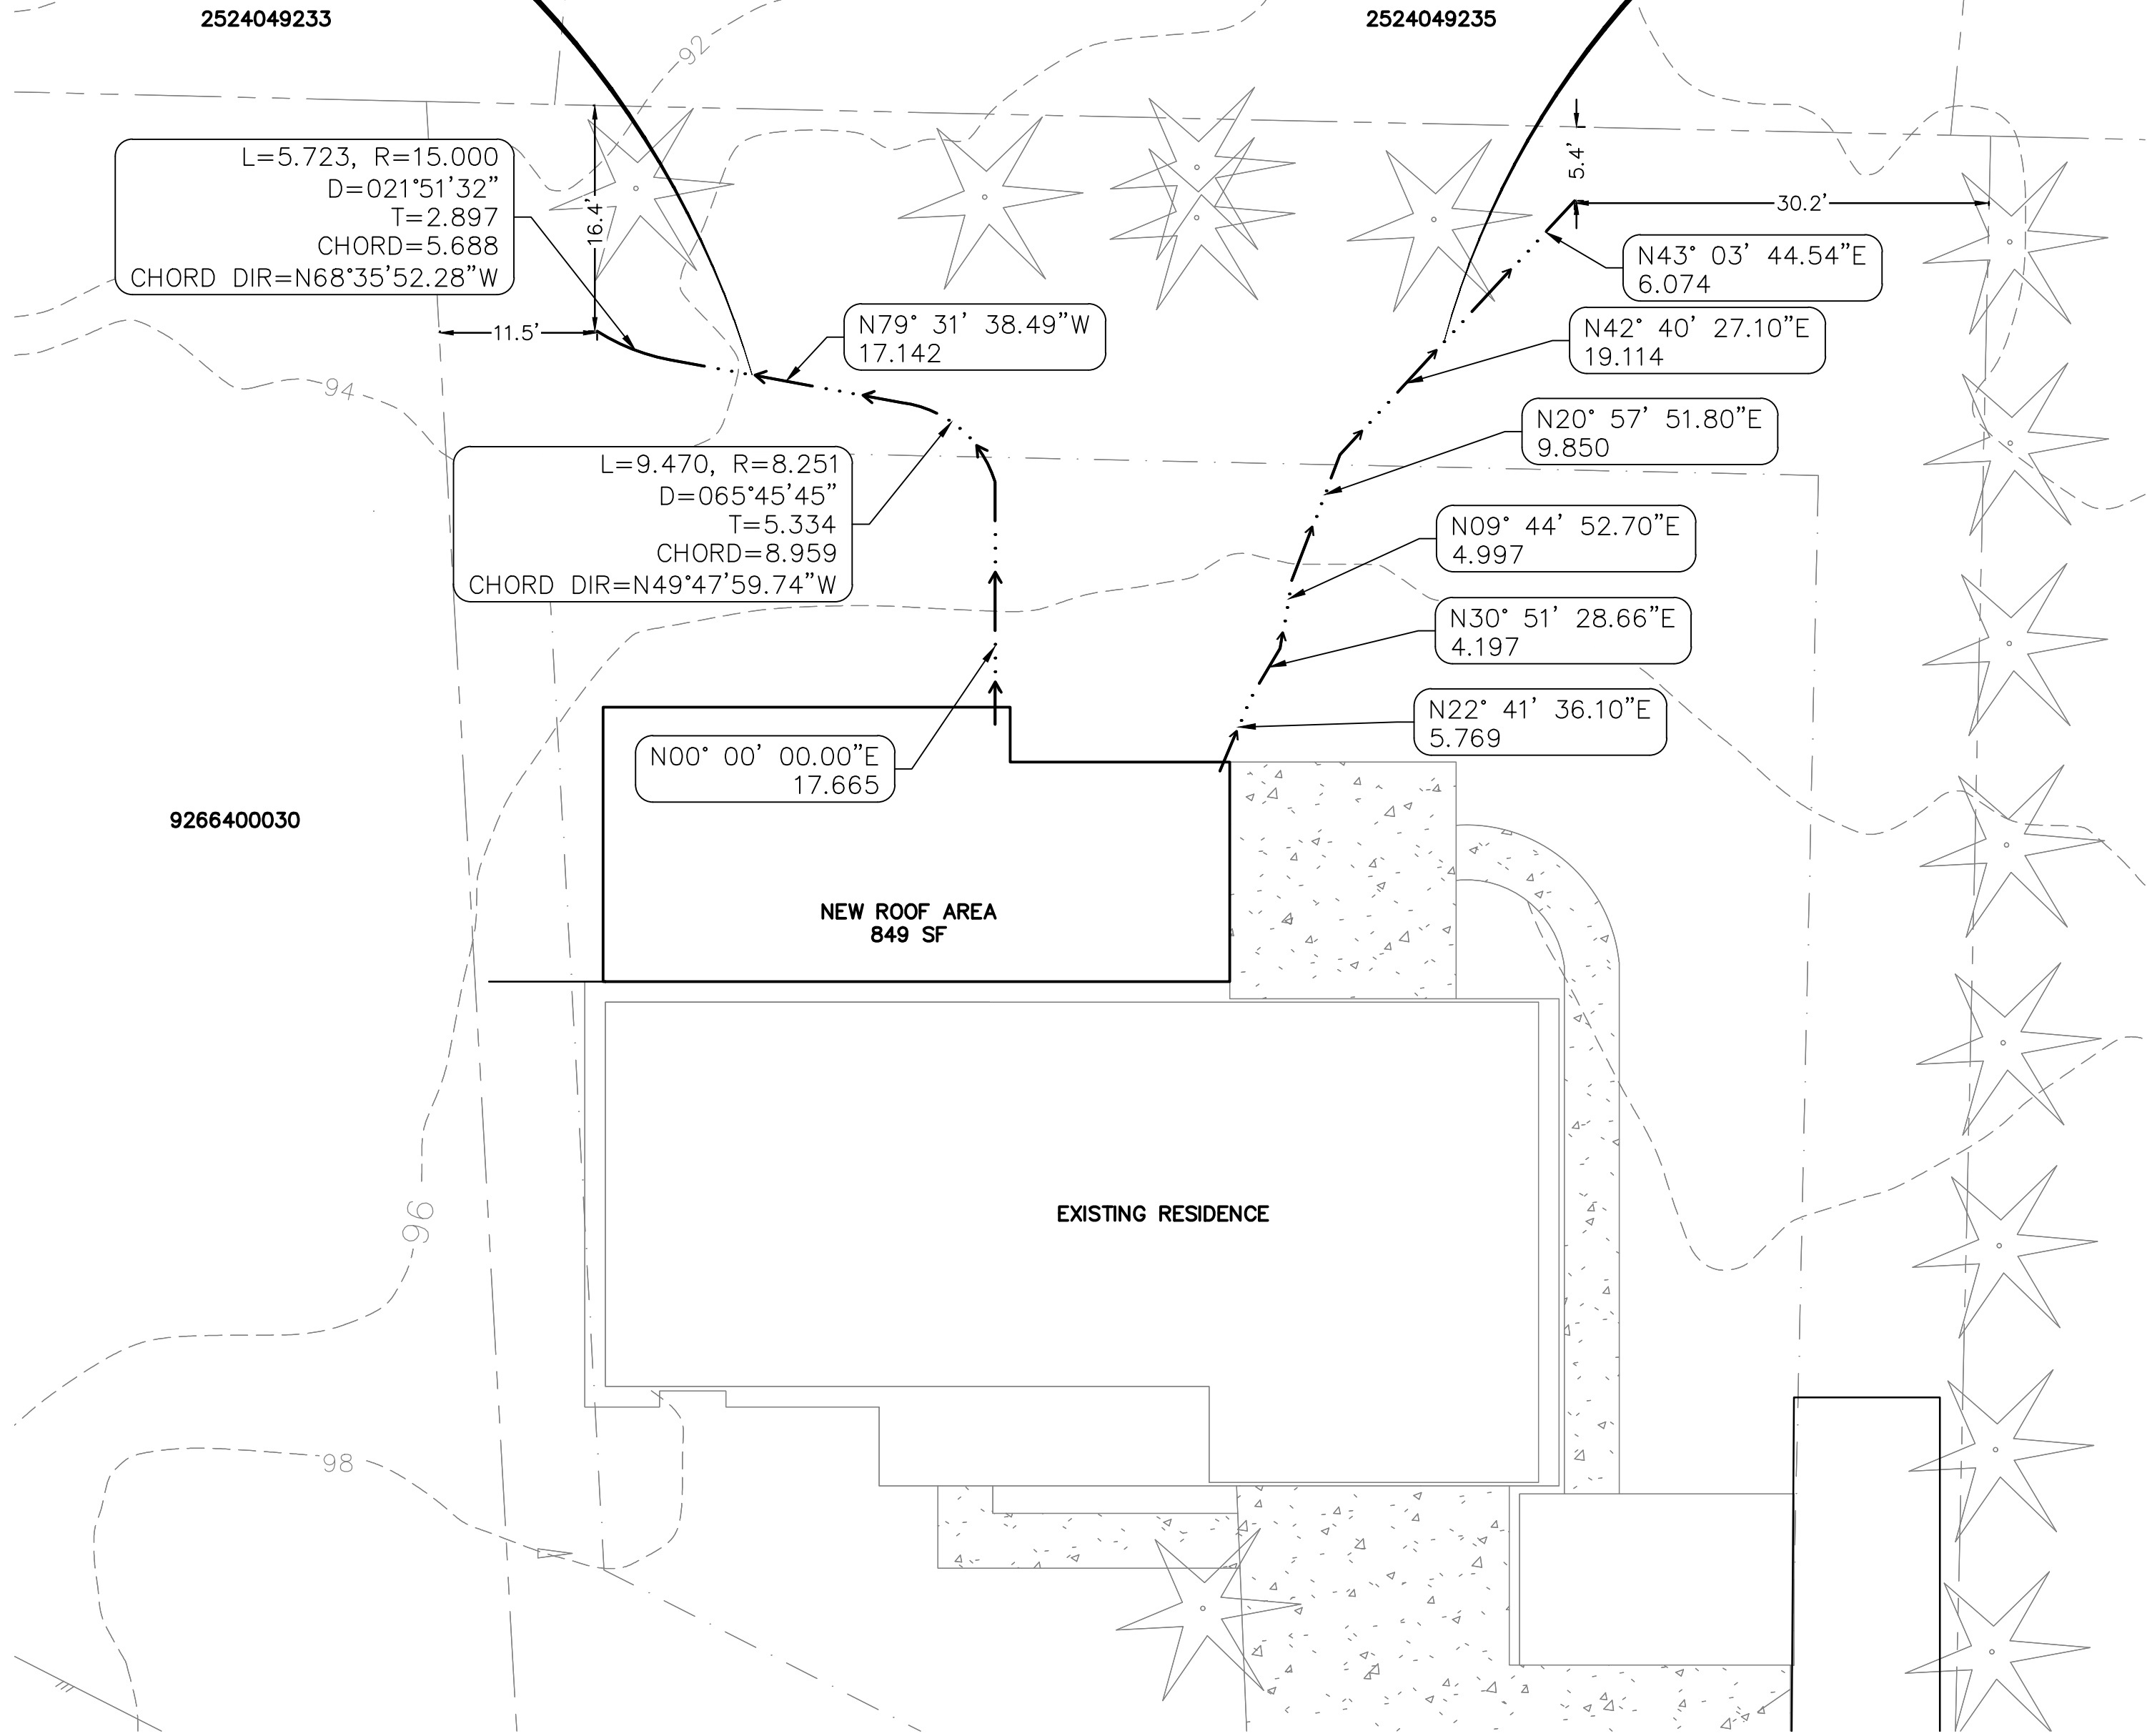 2524049233
2524049235
92
L=5.723, R=15.000
D=021°51'32"
T=2.897
CHORD=5.688
CHORD DIR=N68°35'52.28"W
16.4'
5.4'
30.2'
11.5'
N43° 03' 44.54"E
6.074
N79° 31' 38.49"W
17.142
N42° 40' 27.10"E
19.114
94
N20° 57' 51.80"E
9.850
L=9.470, R=8.251
D=065°45'45"
T=5.334
CHORD=8.959
CHORD DIR=N49°47'59.74"W
N09° 44' 52.70"E
4.997
N30° 51' 28.66"E
4.197
N22° 41' 36.10"E
5.769
N00° 00' 00.00"E
17.665
9266400030
NEW ROOF AREA
849 SF
96
EXISTING RESIDENCE
98